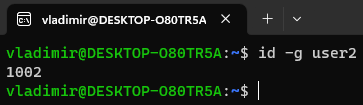 vladimir@DESKTOP-O80TR5A: ~
vladimir@DESKTOP-O80TR5A:~$ id -g user2
1002
vladimir@DESKTOP-O80TR5A:~$